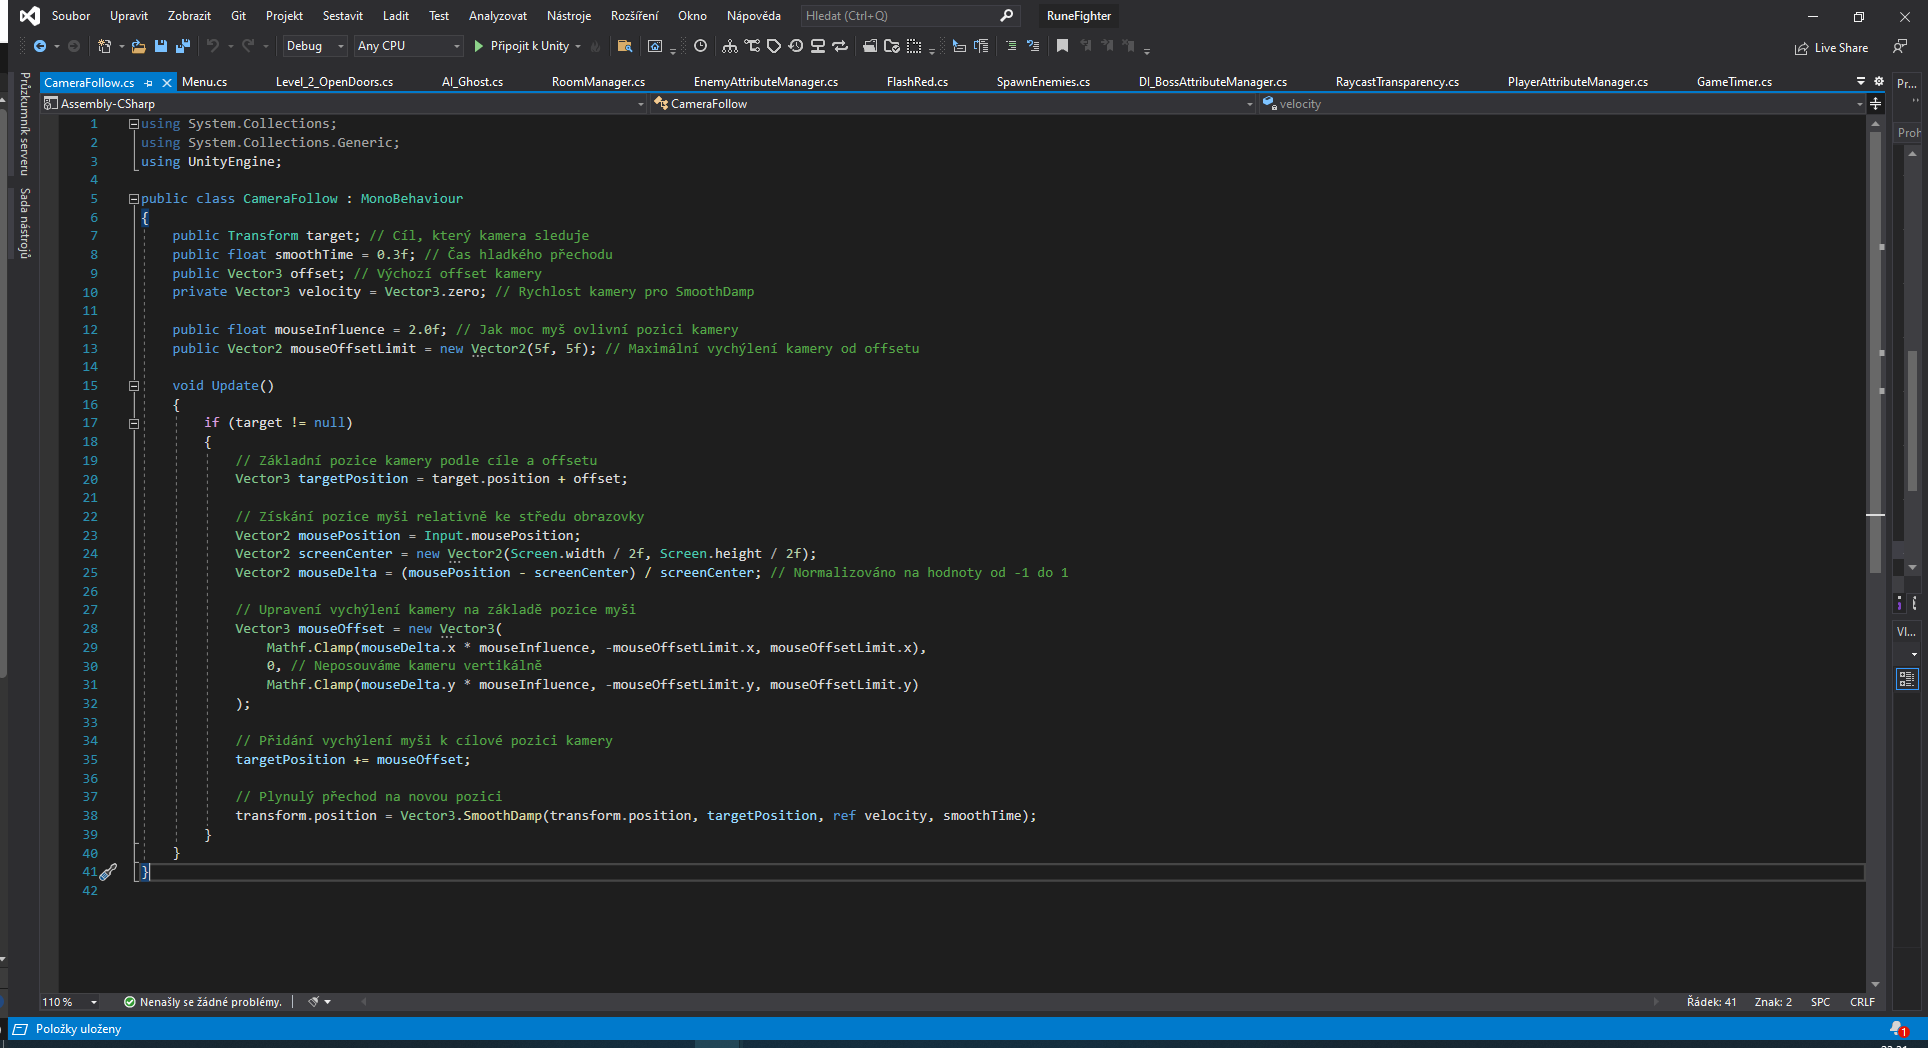 Soubor Upravit Zobrazit Git Projekt Sestavit Ladit Test Analyzovat Nástroje Rozšíření Okno Nápověda Hledat (Ctrl+Q) RuneFighter
Debug Any CPU Připojit k Unity Live Share
CameraFollow.cs Menu.cs Level_2_OpenDoors.cs AI_Ghost.cs RoomManager.cs EnemyAttributeManager.cs FlashRed.cs SpawnEnemies.cs DI_BossAttributeManager.cs RaycastTransparency.cs PlayerAttributeManager.cs GameTimer.cs
Assembly-CSharp CameraFollow velocity
Průzkumník serveru
Sada nástrojů
1 using System.Collections;
2 using System.Collections.Generic;
3 using UnityEngine;
4
5 public class CameraFollow : MonoBehaviour
6 {
7 public Transform target; // Cíl, který kamera sleduje
8 public float smoothTime = 0.3f; // Čas hladkého přechodu
9 public Vector3 offset; // Výchozí offset kamery
10 private Vector3 velocity = Vector3.zero; // Rychlost kamery pro SmoothDamp
11
12 public float mouseInfluence = 2.0f; // Jak moc myš ovlivní pozici kamery
13 public Vector2 mouseOffsetLimit = new Vector2(5f, 5f); // Maximální vychýlení kamery od offsetu
14
15 void Update()
16 {
17 if (target != null)
18 {
19 // Základní pozice kamery podle cíle a offsetu
20 Vector3 targetPosition = target.position + offset;
21
22 // Získání pozice myši relativně ke středu obrazovky
23 Vector2 mousePosition = Input.mousePosition;
24 Vector2 screenCenter = new Vector2(Screen.width / 2f, Screen.height / 2f);
25 Vector2 mouseDelta = (mousePosition - screenCenter) / screenCenter; // Normalizováno na hodnoty od -1 do 1
26
27 // Upravení vychýlení kamery na základě pozice myši
28 Vector3 mouseOffset = new Vector3(
29 Mathf.Clamp(mouseDelta.x * mouseInfluence, -mouseOffsetLimit.x, mouseOffsetLimit.x),
30 0, // Neposouváme kameru vertikálně
31 Mathf.Clamp(mouseDelta.y * mouseInfluence, -mouseOffsetLimit.y, mouseOffsetLimit.y)
32 );
33
34 // Přidání vychýlení myši k cílové pozici kamery
35 targetPosition += mouseOffset;
36
37 // Plynulý přechod na novou pozici
38 transform.position = Vector3.SmoothDamp(transform.position, targetPosition, ref velocity, smoothTime);
39 }
40 }
41 }
42
Pr...
Proh
Vl...
110 % Nenašly se žádné problémy. Řádek: 41 Znak: 2 SPC CRLF
Položky uloženy 1